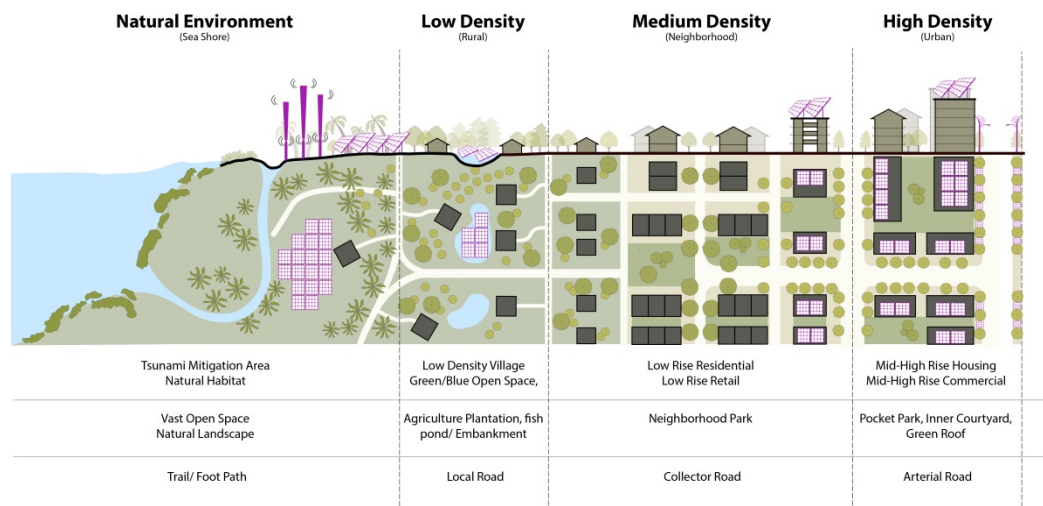 Natural Environment
(Sea Shore)
Low Density
(Rural)
Medium Density
(Neighborhood)
High Density
(Urban)
Tsunami Mitigation Area
Natural Habitat
Low Density Village
Green/Blue Open Space,
Low Rise Residential
Low Rise Retail
Mid-High Rise Housing
Mid-High Rise Commercial
Vast Open Space
Natural Landscape
Agriculture Plantation, fish
pond/ Embankment
Neighborhood Park
Pocket Park, Inner Courtyard,
Green Roof
Trail/ Foot Path
Local Road
Collector Road
Arterial Road